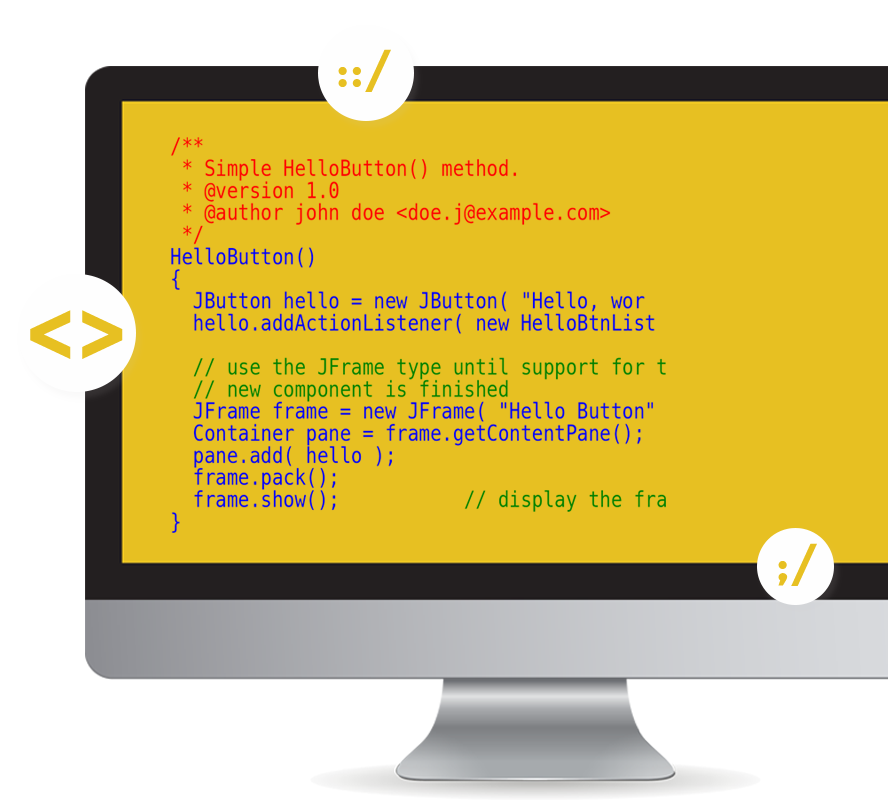 ::/
/**
 * Simple HelloButton() method.
 * @version 1.0
 * @author john doe <doe.j@example.com>
 */
HelloButton()
{
  JButton hello = new JButton( "Hello, wor
  hello.addActionListener( new HelloBtnList
<>
  // use the JFrame type until support for t
  // new component is finished
  JFrame frame = new JFrame( "Hello Button"
  Container pane = frame.getContentPane();
  pane.add( hello );
  frame.pack();
  frame.show();           // display the fra
}
;/